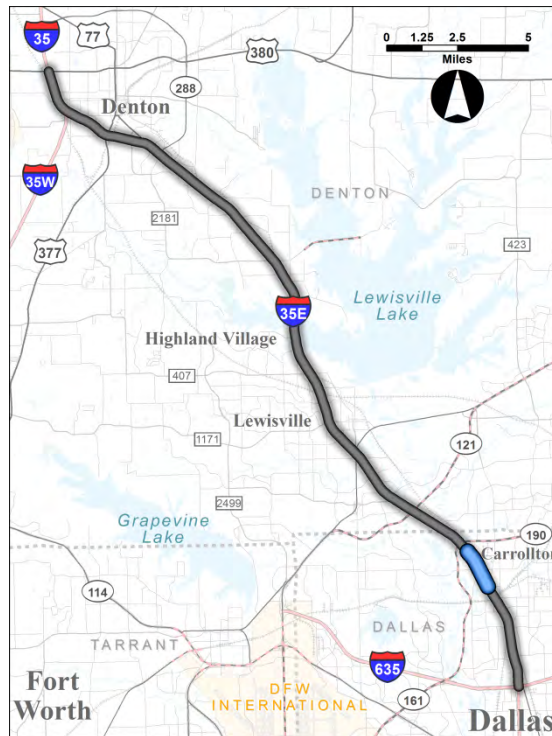 35
77
380
0 1.25 2.5 5
Miles
288
Denton
35W
DENTON
2181
377
423
35E
Lewisville
Lake
Highland Village
407
Lewisville
1171
121
2499
Grapevine
Lake
190
Carrollton
114
DALLAS
TARRANT
635
Fort
Worth
DFW
INTERNATIONAL
161
Dallas